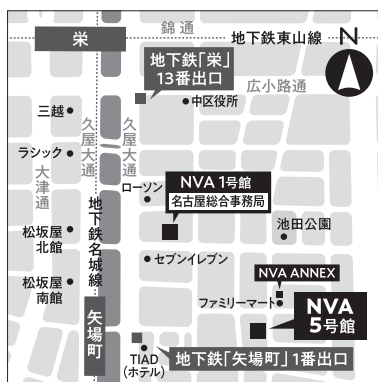 錦 通
栄
地下鉄東山線
N
地下鉄「栄」
13番出口
広小路通
中区役所
三越
久屋大通
久屋大通
ラシック
大津通
ローソン
NVA 1号館
名古屋総合事務局
地下鉄名城線
松坂屋
北館
池田公園
セブンイレブン
NVA ANNEX
松坂屋
南館
ファミリーマート
NVA
5号館
矢場町
TIAD
(ホテル)
地下鉄「矢場町」1番出口